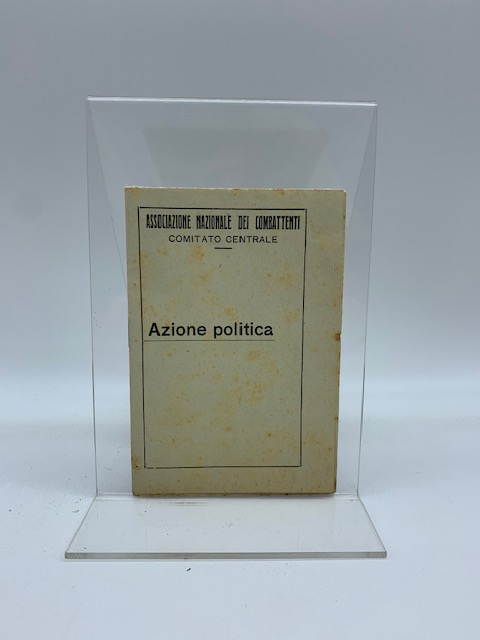 ASSOCIAZIONE NAZIONALE DEI COMBATTENTI
COMITATO CENTRALE
Azione politica